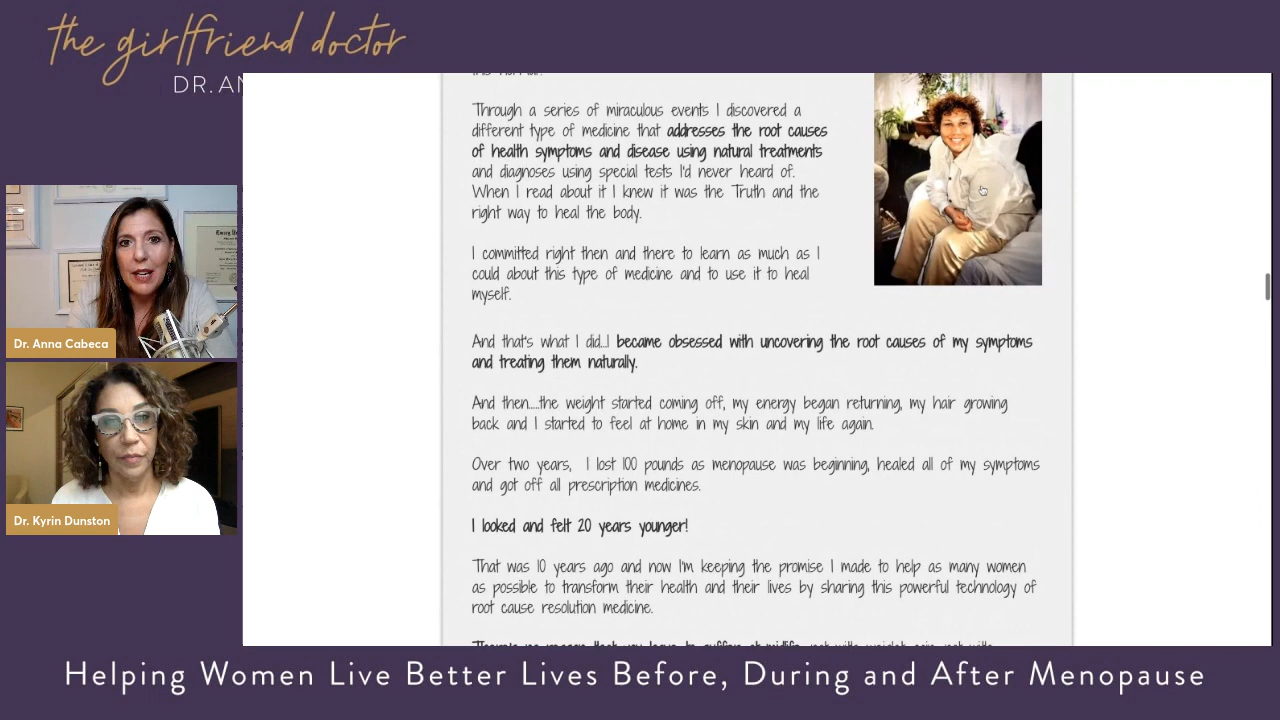 the girlfriend doctor
DR. AN
Through a series of miraculous events I discovered a
different type of medicine that addresses the root causes
of health symptoms and disease using natural treatments
and diagnoses using special tests I'd never heard of.
When I read about it I knew it was the Truth and the
right way to heal the body.
I committed right then and there to learn as much as I
could about this type of medicine and to use it to heal
myself.
And that's what I did...I became obsessed with uncovering the root causes of my symptoms
and treating them naturally.
And then.....the weight started coming off, my energy began returning, my hair growing
back and I started to feel at home in my skin and my life again.
Over two years, I lost 100 pounds as menopause was beginning, healed all of my symptoms
and got off all prescription medicines.
I looked and felt 20 years younger!
That was 10 years ago and now I'm keeping the promise I made to help as many women
as possible to transform their health and their lives by sharing this powerful technology of
root cause resolution medicine.
Dr. Anna Cabeca
Dr. Kyrin Dunston
Helping Women Live Better Lives Before, During and After Menopause